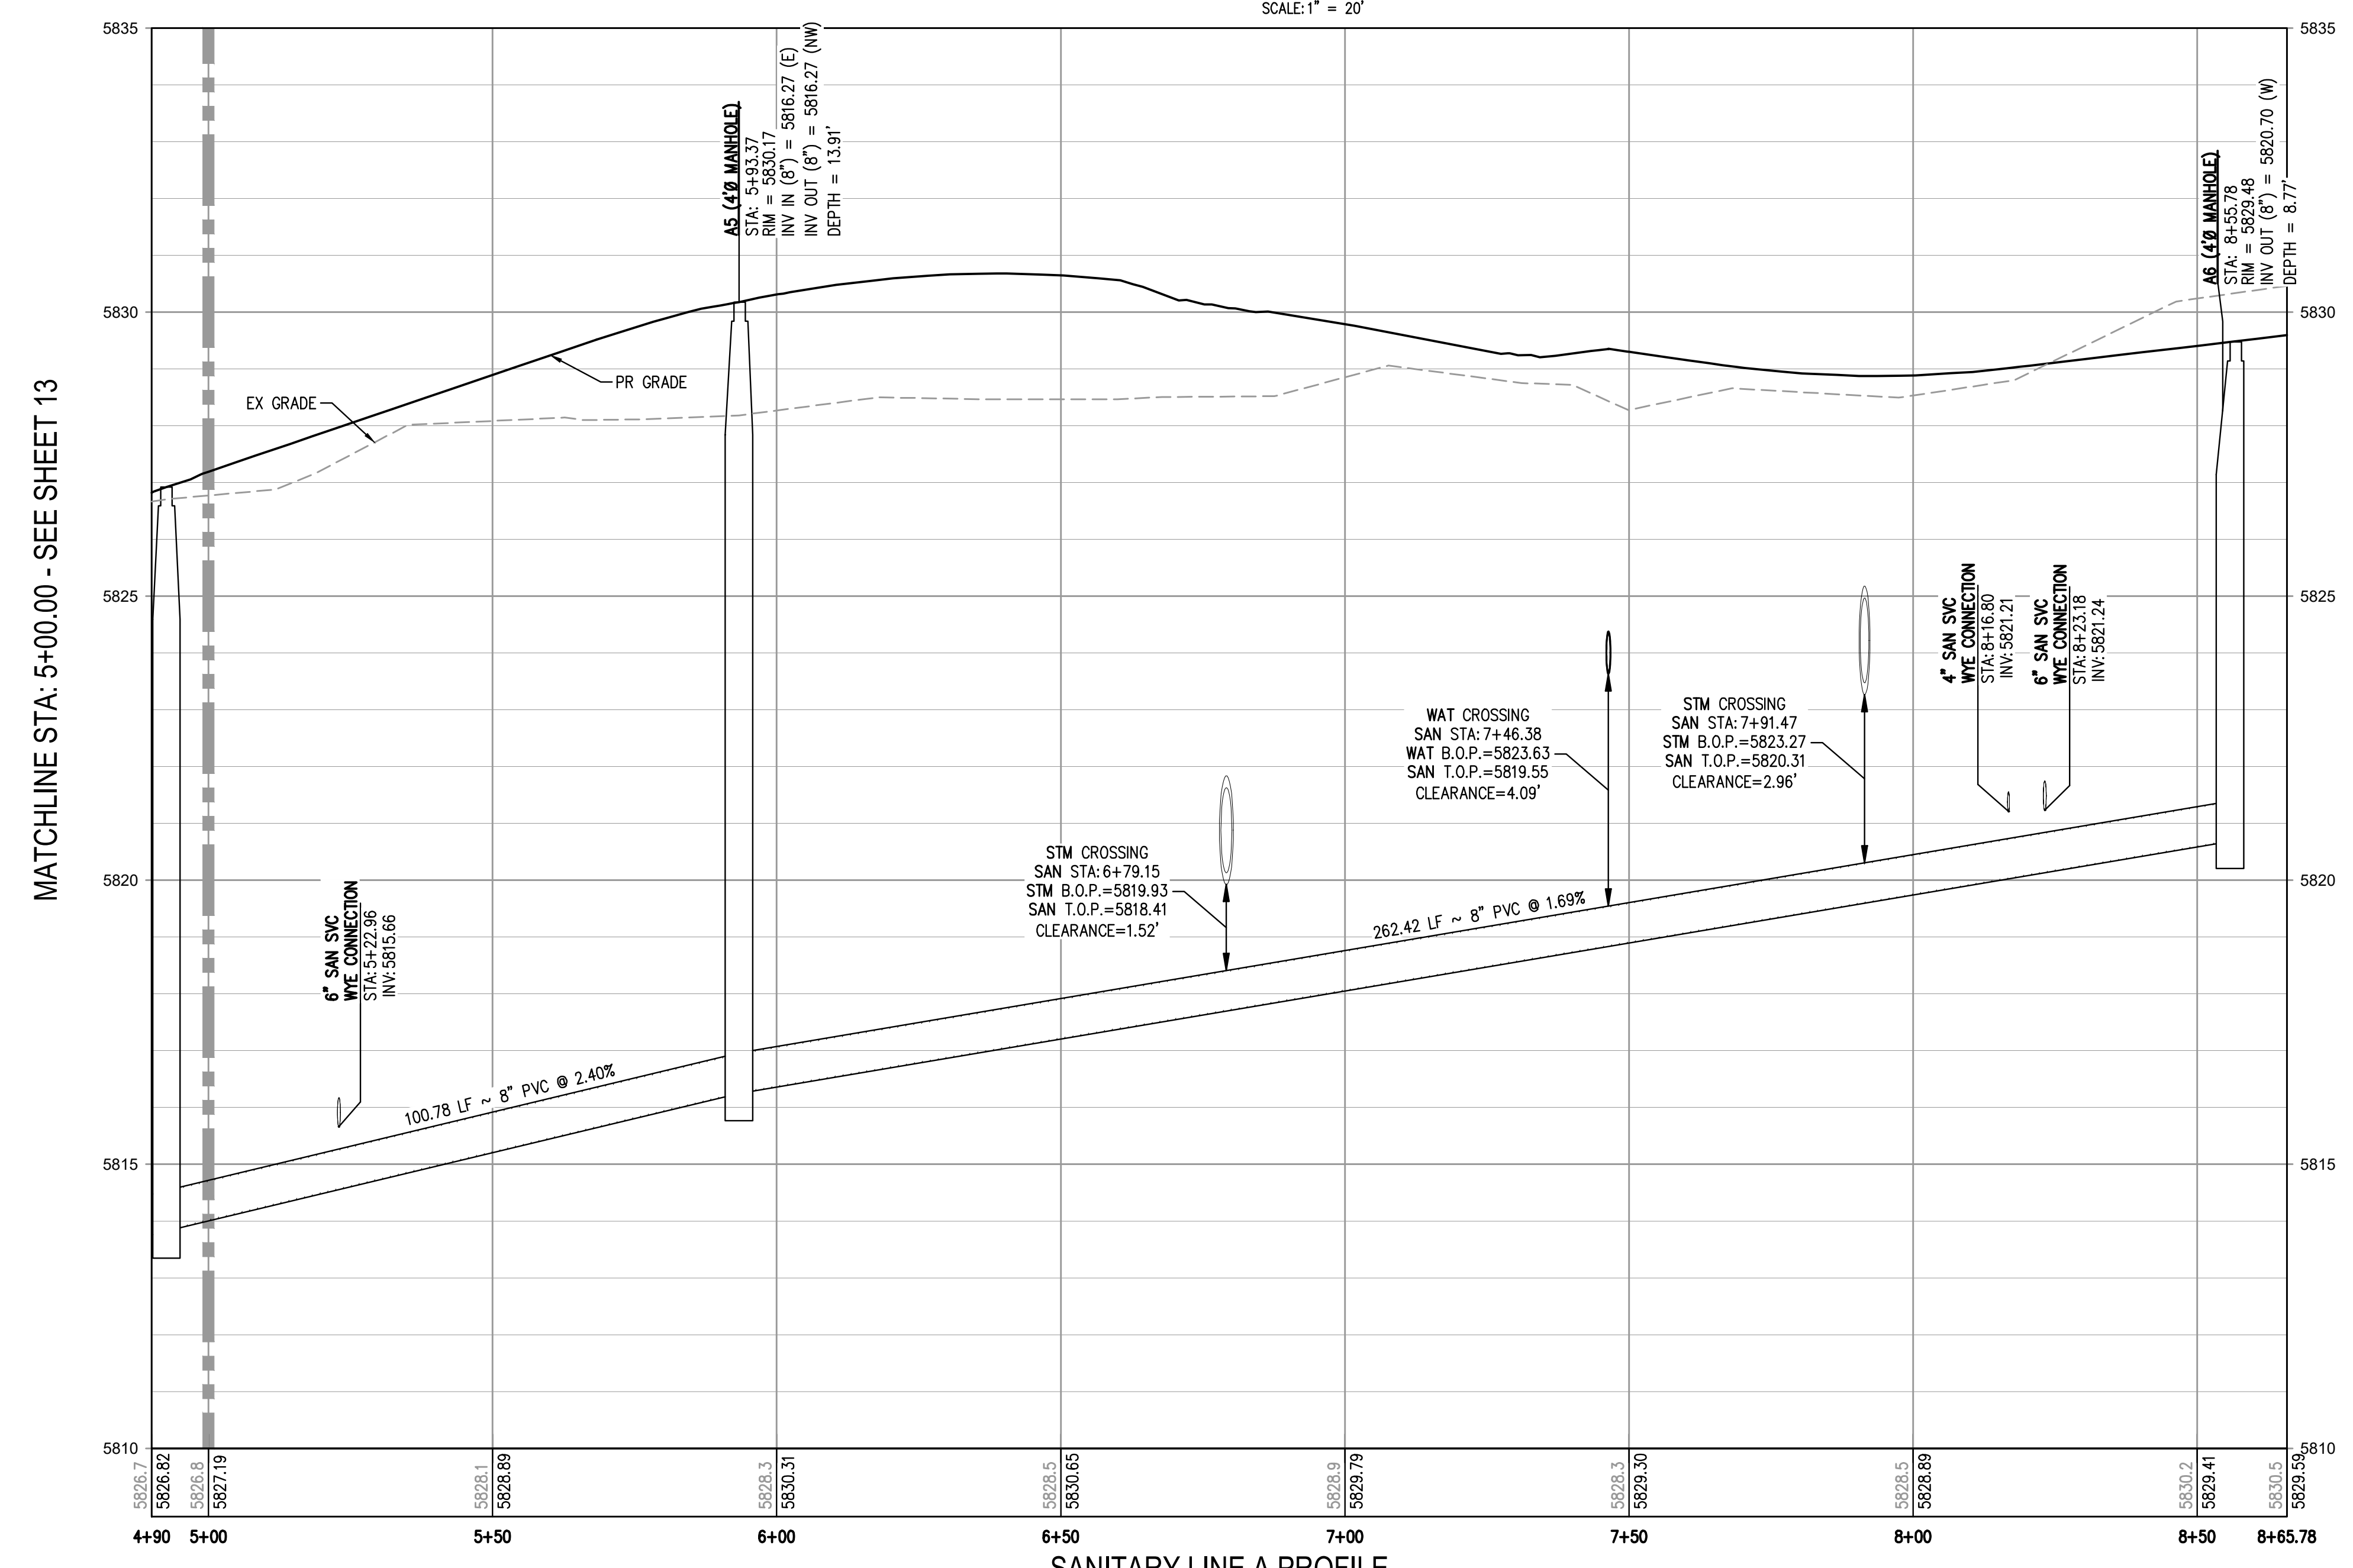 SCALE: 1" = 20'
5835
5835
5830
5830
5825
5825
5820
5820
5815
5815
5810
5810
MATCHLINE STA: 5+00.00 - SEE SHEET 13
A5 (4'Ø MANHOLE)
STA: 5+93.37
RIM = 5830.17
INV IN (8") = 5816.27 (E)
INV OUT (8") = 5816.27 (NW)
DEPTH = 13.91'
A6 (4'Ø MANHOLE)
STA: 8+55.78
RIM = 5829.48
INV OUT (8") = 5820.70 (W)
DEPTH = 8.77'
EX GRADE
PR GRADE
6" SAN SVC
WYE CONNECTION
STA: 5+22.96
INV: 5815.66
100.78 LF ~ 8" PVC @ 2.40%
STM CROSSING
SAN STA: 6+79.15
STM B.O.P.=5819.93
SAN T.O.P.=5818.41
CLEARANCE=1.52'
262.42 LF ~ 8" PVC @ 1.69%
WAT CROSSING
SAN STA: 7+46.38
WAT B.O.P.=5823.63
SAN T.O.P.=5819.55
CLEARANCE=4.09'
STM CROSSING
SAN STA: 7+91.47
STM B.O.P.=5823.27
SAN T.O.P.=5820.31
CLEARANCE=2.96'
4" SAN SVC
WYE CONNECTION
STA: 8+16.80
INV: 5821.21
6" SAN SVC
WYE CONNECTION
STA: 8+23.18
INV: 5821.24
5826.7
5826.82
5826.8
5827.19
5828.1
5828.89
5828.3
5830.31
5828.5
5830.65
5828.9
5829.79
5828.3
5829.30
5828.5
5828.89
5830.2
5829.41
5830.5
5829.59
4+90 5+00 5+50 6+00 6+50 7+00 7+50 8+00 8+50 8+65.78
SANITARY LINE A PROFILE